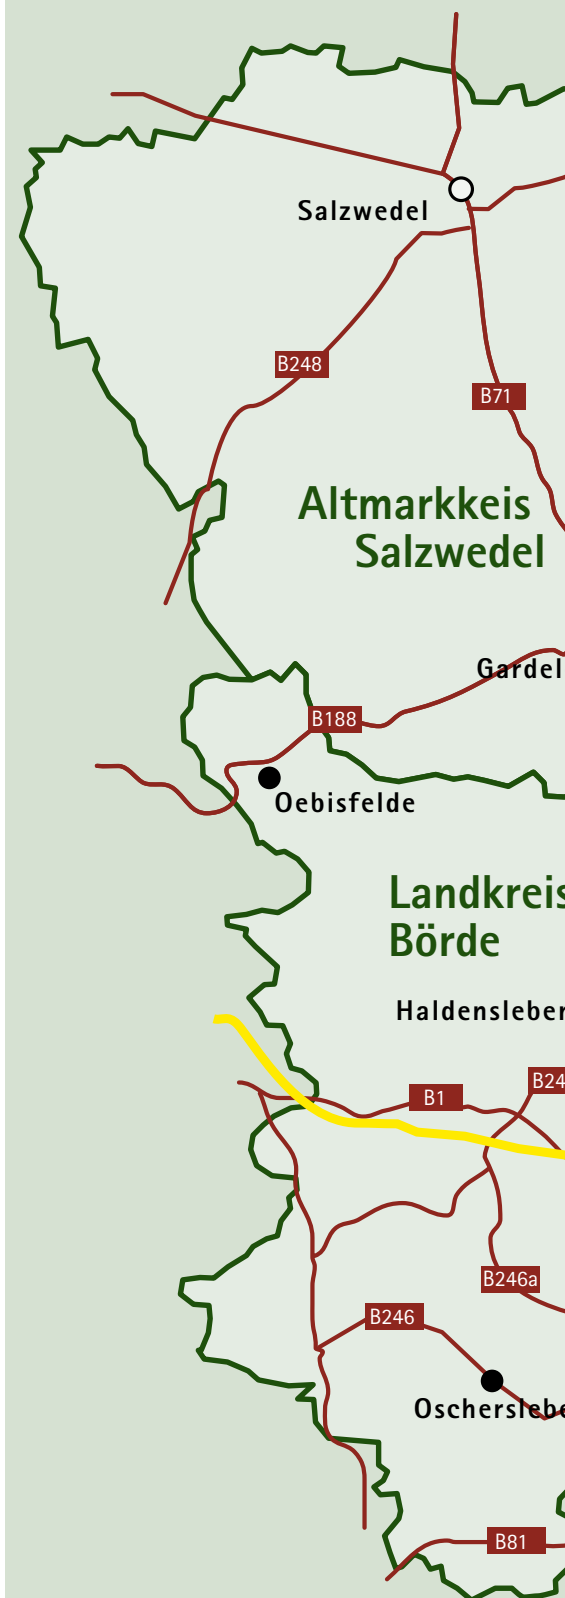 Salzwedel
B248
B71
Altmarkkeis
Salzwedel
Gardel
B188
Oebisfelde
Landkreis
Börde
Haldensleben
B24
B1
B246a
B246
Oschersleben
B81